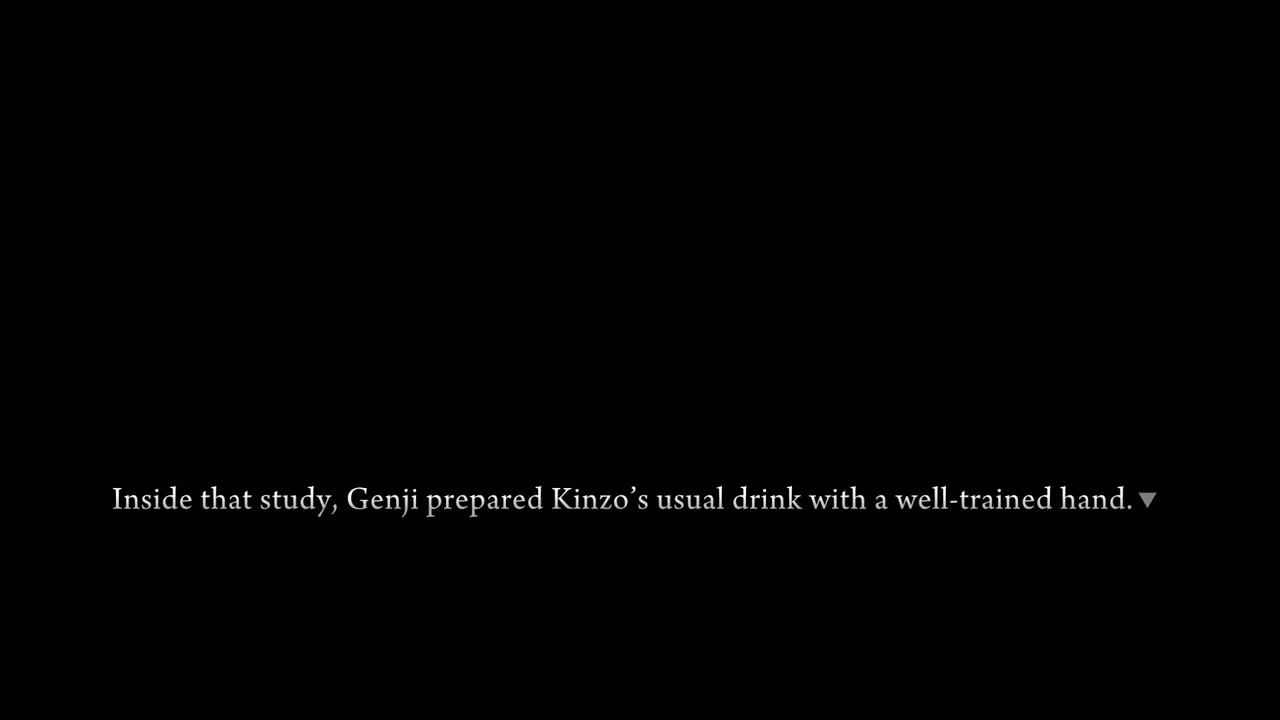 Inside that study, Genji prepared Kinzo’s usual drink with a well-trained hand.